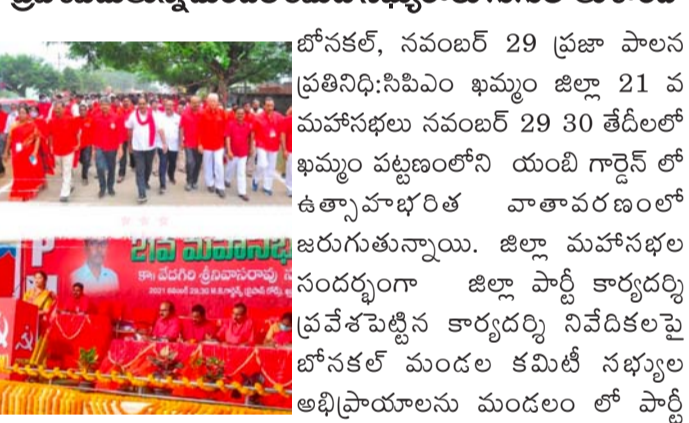 బోనకల్, నవంబర్ 29 ప్రజా పాలన
ప్రతినిధి:సిపిఎం ఖమ్మం జిల్లా 21 వ
మహాసభలు నవంబర్ 29 30 తేదీలలో
ఖమ్మం పట్టణంలోని యంబి గార్డెన్ లో
ఉత్సాహభరిత వాతావరణంలో
జరుగుతున్నాయి. జిల్లా మహాసభల
సందర్భంగా జిల్లా పార్టీ కార్యదర్శి
ప్రవేశపెట్టిన కార్యదర్శి నివేదికలపై
బోనకల్ మండల కమిటీ సభ్యుల
అభిప్రాయాలను మండలం లో పార్టీ
21వ మహాసభ
కా॥ వేదగిరి శ్రీనివాసరావు